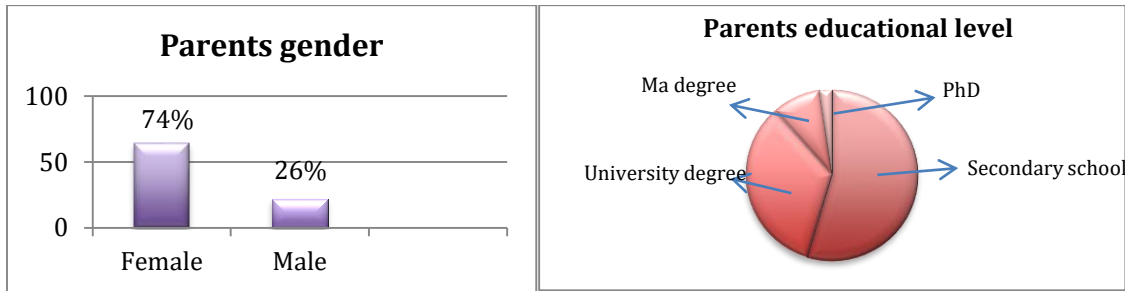 Parents gender
100
50
0
74%
26%
Female
Male
Parents educational level
Ma degree
PhD
University degree
Secondary school